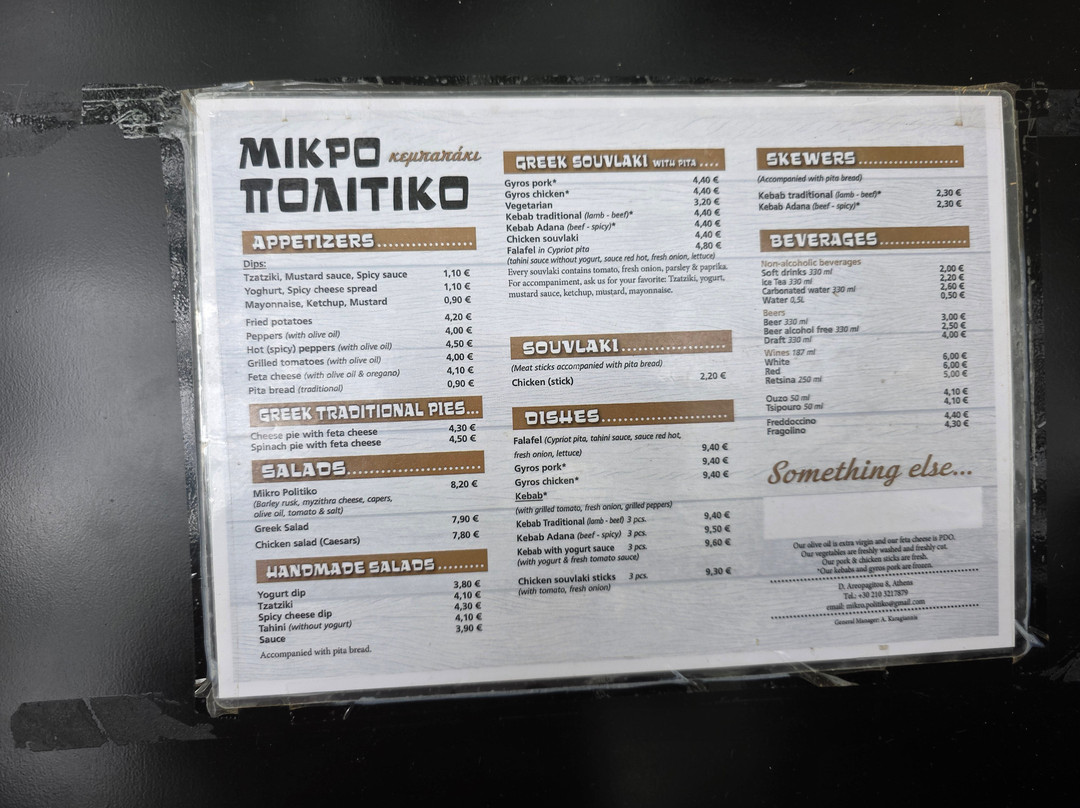 ΜΙΚΡΟ κεμπαπάκι
ΠΟΛΙΤΙΚΟ
APPETIZERS
Dips:
Tzatziki, Mustard sauce, Spicy sauce 1,10 €
Yoghurt, Spicy cheese spread 1,10 €
Mayonnaise, Ketchup, Mustard 0,90 €
Fried potatoes 4,20 €
Peppers (with olive oil) 4,00 €
Hot (spicy) peppers (with olive oil) 4,50 €
Grilled tomatoes (with olive oil) 4,00 €
Feta cheese (with olive oil & oregano) 4,10 €
Pita bread (traditional) 0,90 €
GREEK TRADITIONAL PIES...
Cheese pie with feta cheese 4,30 €
Spinach pie with feta cheese 4,50 €
SALADS
Mikro Politiko 8,20 €
(Barley rusk, myzithra cheese, capers,
olive oil, tomato & salt)
Greek Salad 7,90 €
Chicken salad (Caesars) 7,80 €
HANDMADE SALADS
Yogurt dip 3,80 €
Tzatziki 4,10 €
Spicy cheese dip 4,30 €
Tahini (without yogurt) 4,10 €
Sauce 3,90 €
Accompanied with pita bread.
GREEK SOUVLAKI WITH PITA ....
Gyros pork* 4,40 €
Gyros chicken* 4,40 €
Vegetarian 3,20 €
Kebab traditional (lamb - beef)* 4,40 €
Kebab Adana (beef - spicy)* 4,40 €
Chicken souvlaki 4,40 €
Falafel in Cypriot pita 4,80 €
(tahini sauce without yogurt, sauce red hot, fresh onion, lettuce)
Every souvlaki contains tomato, fresh onion, parsley & paprika.
For accompaniment, ask us for your favorite: Tzatziki, yogurt,
mustard sauce, ketchup, mustard, mayonnaise.
SOUVLAKI
(Meat sticks accompanied with pita bread)
Chicken (stick) 2,20 €
DISHES
Falafel (Cypriot pita, tahini sauce, sauce red hot,
fresh onion, lettuce) 9,40 €
Gyros pork* 9,40 €
Gyros chicken* 9,40 €
Kebab*
(with grilled tomato, fresh onion, grilled peppers)
Kebab Traditional (lamb - beef) 3 pcs. 9,40 €
Kebab Adana (beef - spicy) 3 pcs. 9,50 €
Kebab with yogurt sauce 3 pcs. 9,60 €
(with yogurt & fresh tomato sauce)
Chicken souvlaki sticks 3 pcs. 9,30 €
(with tomato, fresh onion)
SKEWERS
(Accompanied with pita bread)
Kebab traditional (lamb - beef)* 2,30 €
Kebab Adana (beef - spicy)* 2,30 €
BEVERAGES
Non-alcoholic beverages
Soft drinks 330 ml 2,00 €
Ice Tea 330 ml 2,20 €
Carbonated water 330 ml 2,60 €
Water 0,5L 0,50 €
Beers
Beer 330 ml 3,00 €
Beer alcohol free 330 ml 2,50 €
Draft 330 ml 4,00 €
Wines 187 ml
White 6,00 €
Red 6,00 €
Retsina 250 ml 5,00 €
Ouzo 50 ml 4,10 €
Tsipouro 50 ml 4,10 €
Freddoccino 4,40 €
Fragolino 4,30 €
Something else...
Our olive oil is extra virgin and our feta cheese is PDO.
Our vegetables are freshly washed and freshly cut.
Our pork & chicken sticks are fresh.
*Our kebabs and gyros pork are frozen.
D. Areopagitou 8, Athens
Tel.: +30 210 3217879
email: mikro.politiko@gmail.com
General Manager: A. Karagiannis